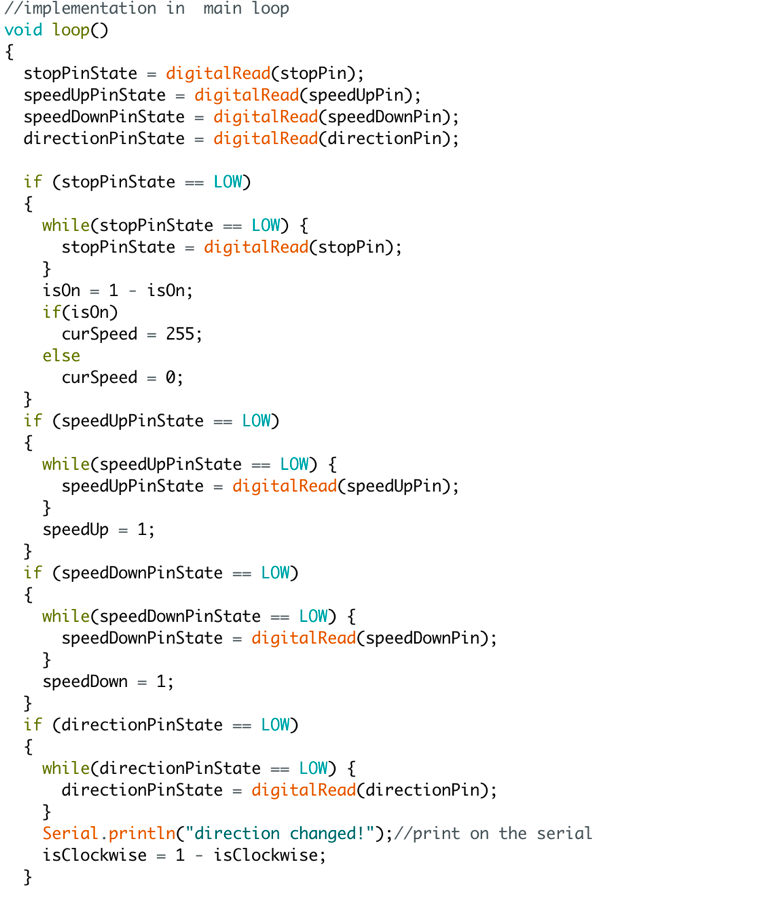 //implementation in  main loop
void loop()
{
  stopPinState = digitalRead(stopPin);
  speedUpPinState = digitalRead(speedUpPin);
  speedDownPinState = digitalRead(speedDownPin);
  directionPinState = digitalRead(directionPin);

  if (stopPinState == LOW)
  {
    while(stopPinState == LOW) {
      stopPinState = digitalRead(stopPin);
    }
    isOn = 1 - isOn;
    if(isOn)
      curSpeed = 255;
    else
      curSpeed = 0;
  }
  if (speedUpPinState == LOW)
  {
    while(speedUpPinState == LOW) {
      speedUpPinState = digitalRead(speedUpPin);
    }
    speedUp = 1;
  }
  if (speedDownPinState == LOW)
  {
    while(speedDownPinState == LOW) {
      speedDownPinState = digitalRead(speedDownPin);
    }
    speedDown = 1;
  }
  if (directionPinState == LOW)
  {
    while(directionPinState == LOW) {
      directionPinState = digitalRead(directionPin);
    }
    Serial.println("direction changed!");//print on the serial
    isClockwise = 1 - isClockwise;
  }